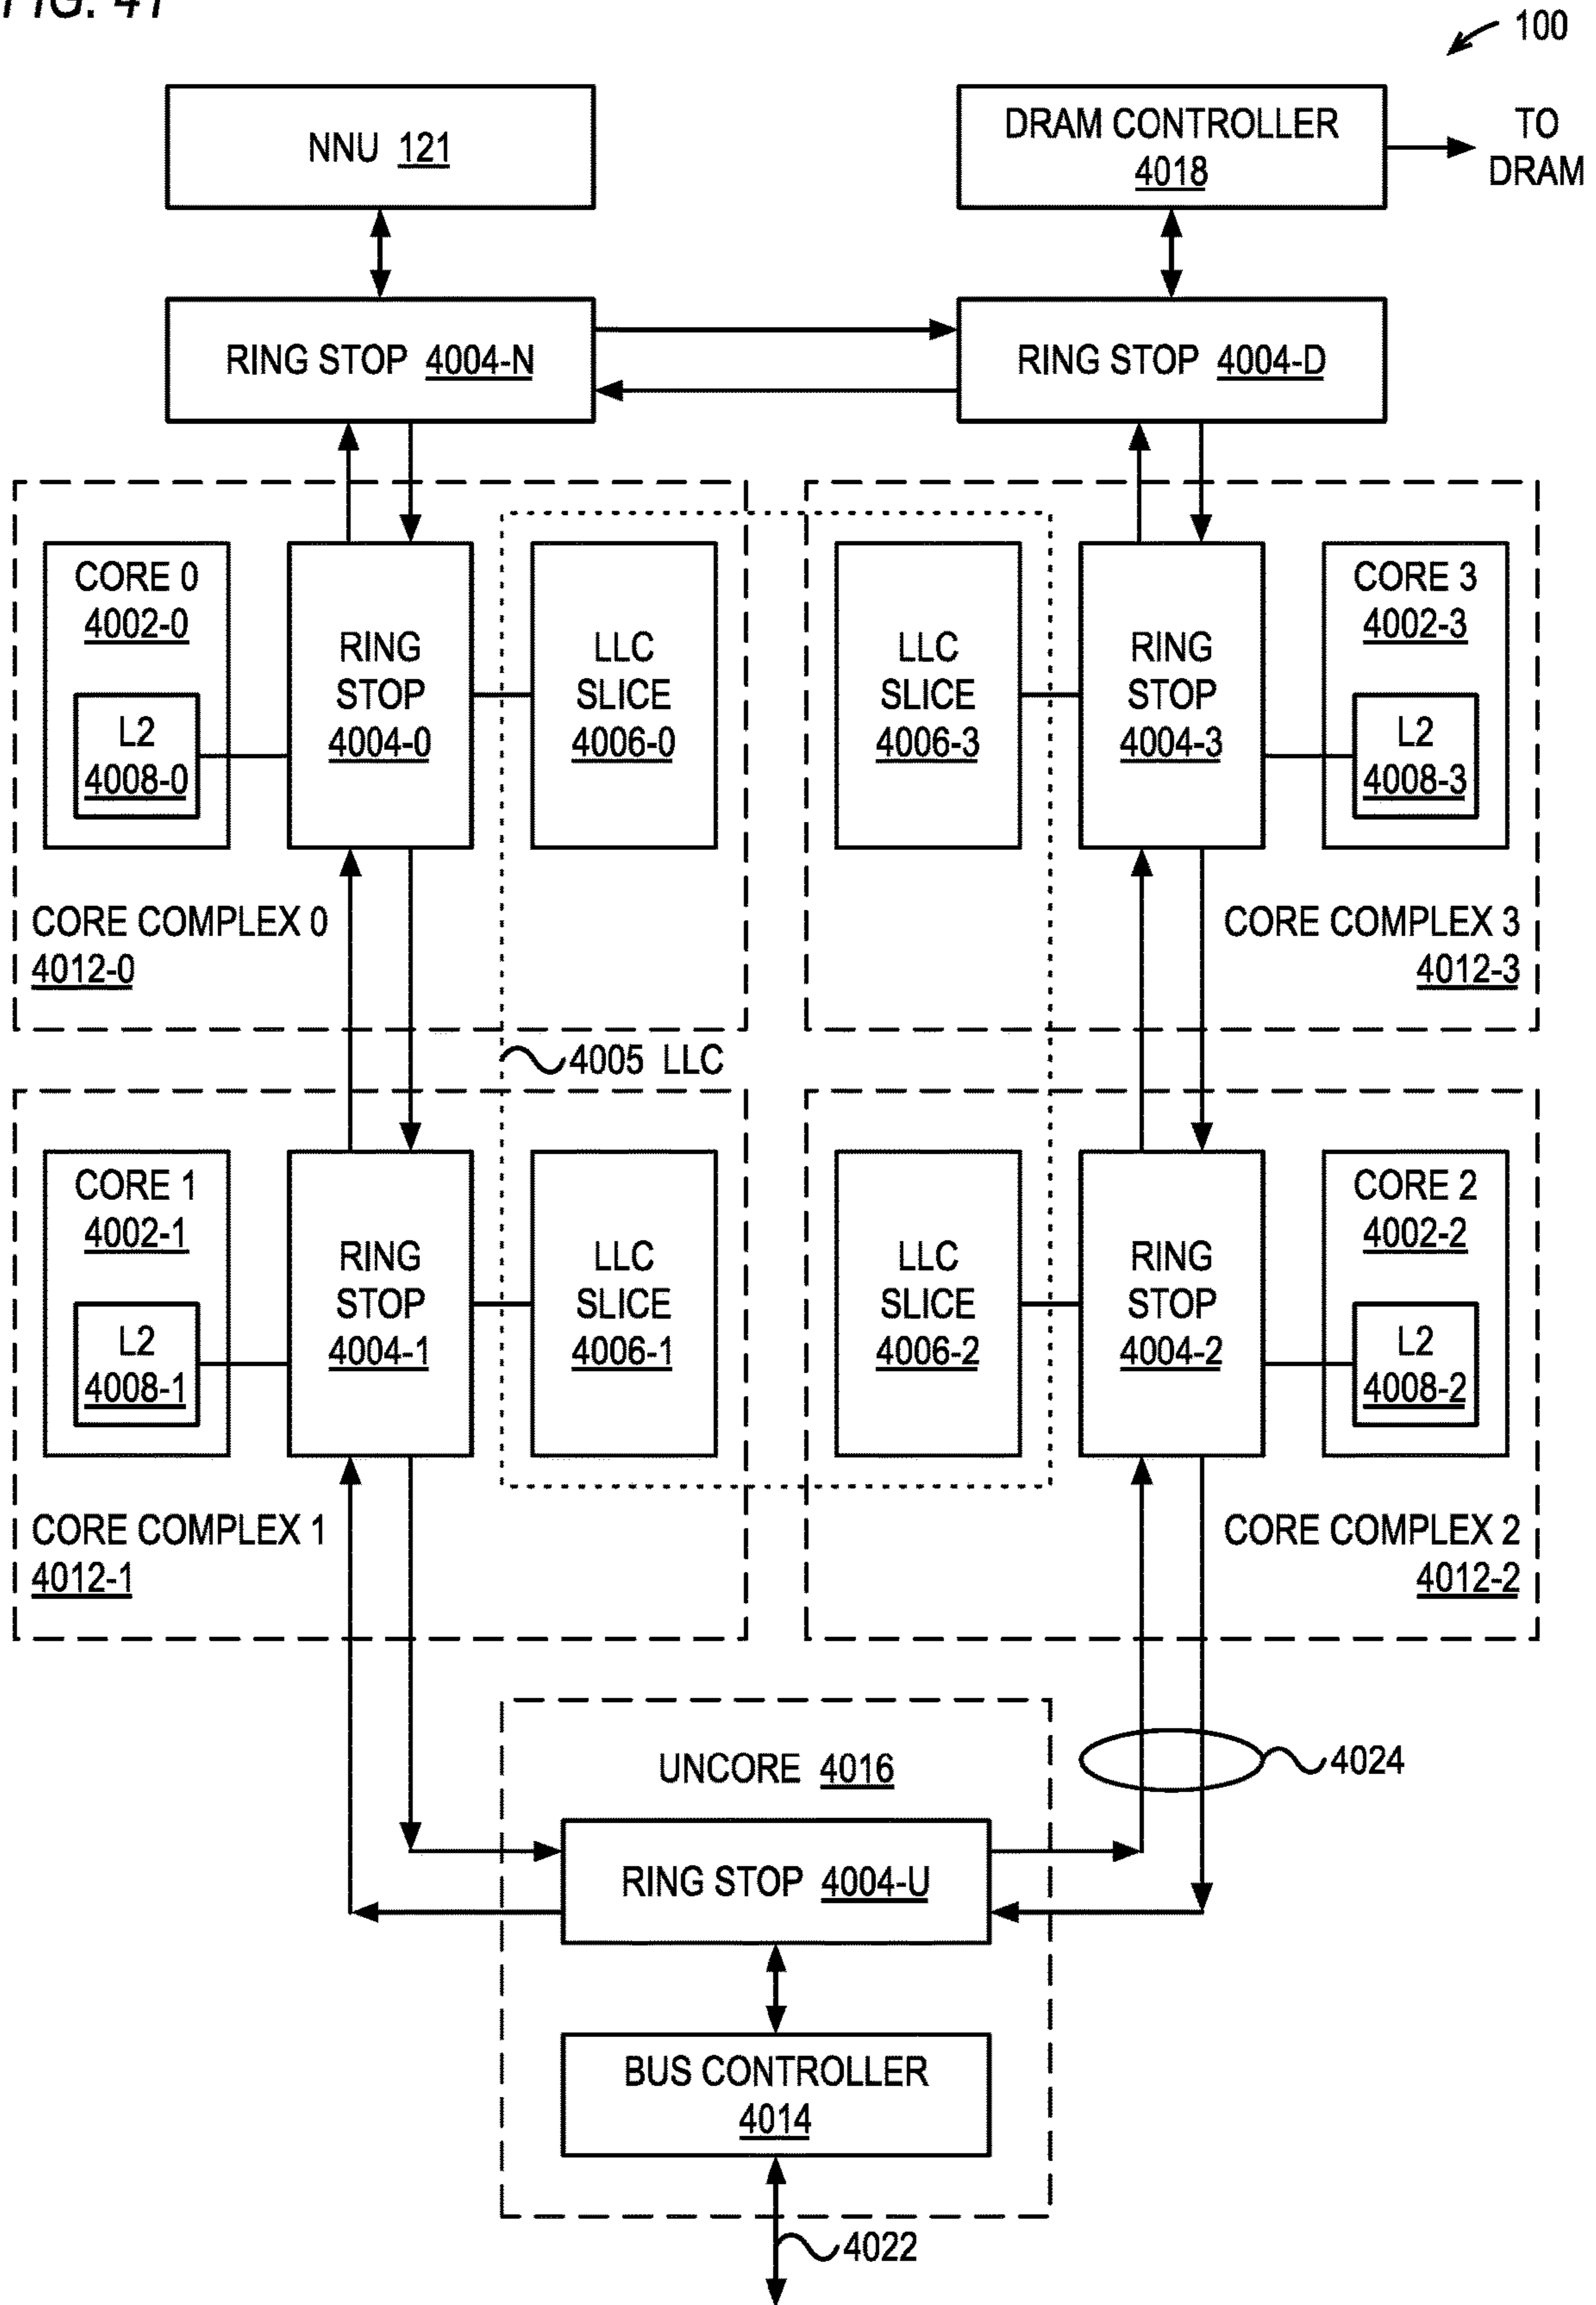 FIG. 41
100
NNU 121
DRAM CONTROLLER
4018
TO
DRAM
RING STOP 4004-N
RING STOP 4004-D
CORE 0
4002-0
L2
4008-0
RING
STOP
4004-0
LLC
SLICE
4006-0
LLC
SLICE
4006-3
RING
STOP
4004-3
CORE 3
4002-3
L2
4008-3
CORE COMPLEX 0
4012-0
CORE COMPLEX 3
4012-3
4005 LLC
CORE 1
4002-1
L2
4008-1
RING
STOP
4004-1
LLC
SLICE
4006-1
LLC
SLICE
4006-2
RING
STOP
4004-2
CORE 2
4002-2
L2
4008-2
CORE COMPLEX 1
4012-1
CORE COMPLEX 2
4012-2
UNCORE 4016
4024
RING STOP 4004-U
BUS CONTROLLER
4014
4022